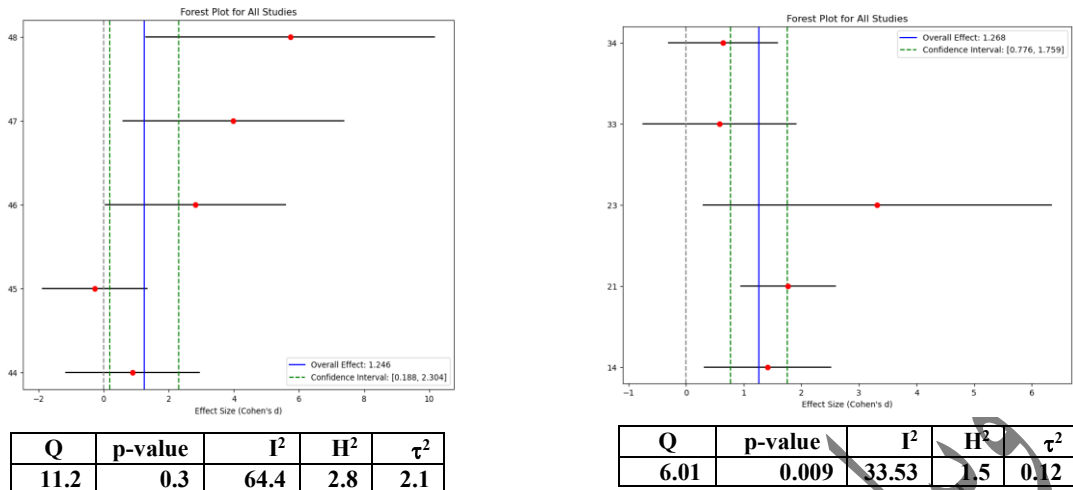 Forest Plot for All Studies
48
47
46
45
44
Overall Effect: 1.246
Confidence Interval: [0.188, 2.304]
−2 0 2 4 6 8 10
Effect Size (Cohen's d)
Q p-value I² H² τ²
11.2 0.3 64.4 2.8 2.1
Forest Plot for All Studies
Overall Effect: 1.268
Confidence Interval: [0.776, 1.759]
34
33
23
21
14
−1 0 1 2 3 4 5 6
Effect Size (Cohen's d)
Q p-value I² H² τ²
6.01 0.009 33.53 1.5 0.12